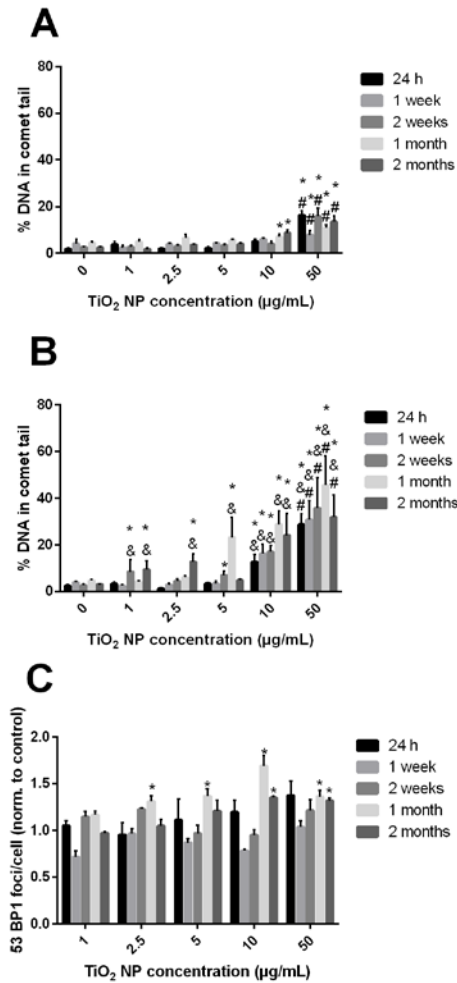 A
% DNA in comet tail
80
60
40
20
0
* # * # * # * # * #
* *
0 1 2.5 5 10 50
TiO2 NP concentration (µg/mL)
24 h
1 week
2 weeks
1 month
2 months
B
% DNA in comet tail
80
60
40
20
0
* & * &
* &
* * &
* & * & * & * & * &
* & # * & # * & # * & # * & #
0 1 2.5 5 10 50
TiO2 NP concentration (µg/mL)
24 h
1 week
2 weeks
1 month
2 months
C
53 BP1 foci/cell (norm. to control)
2.0
1.5
1.0
0.5
0.0
* * * * * *
1 2.5 5 10 50
TiO2 NP concentration (µg/mL)
24 h
1 week
2 weeks
1 month
2 months